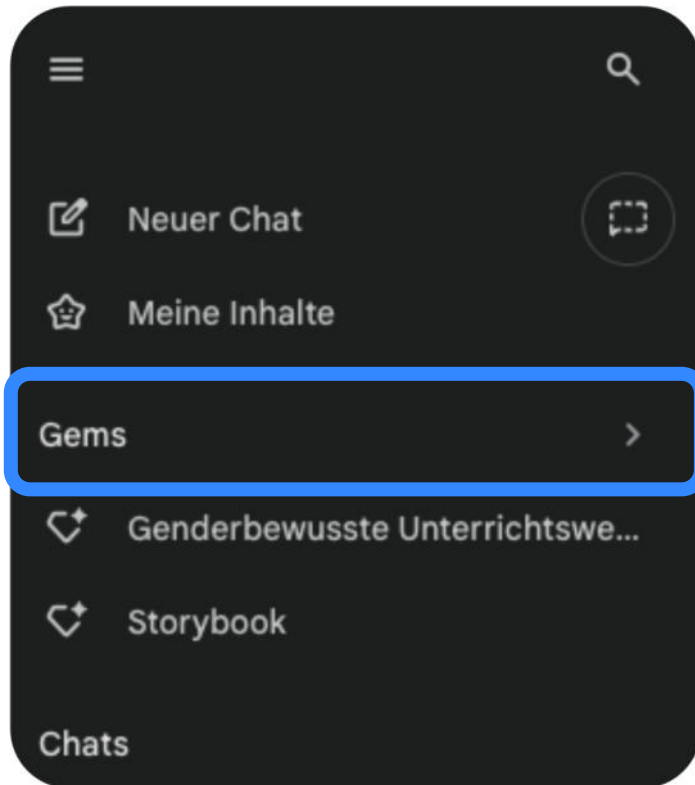 Neuer Chat
Meine Inhalte
Gems
Genderbewusste Unterrichtswe...
Storybook
Chats